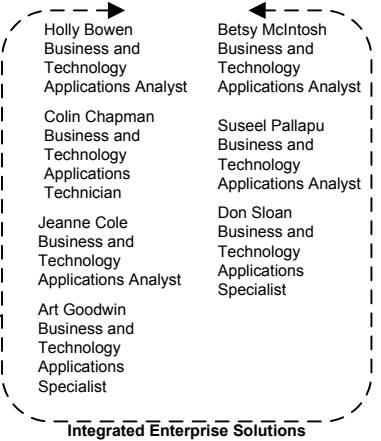 Holly Bowen
Business and
Technology
Applications Analyst
Colin Chapman
Business and
Technology
Applications
Technician
Jeanne Cole
Business and
Technology
Applications Analyst
Art Goodwin
Business and
Technology
Applications
Specialist
Betsy McIntosh
Business and
Technology
Applications Analyst
Suseel Pallapu
Business and
Technology
Applications Analyst
Don Sloan
Business and
Technology
Applications
Specialist
Integrated Enterprise Solutions